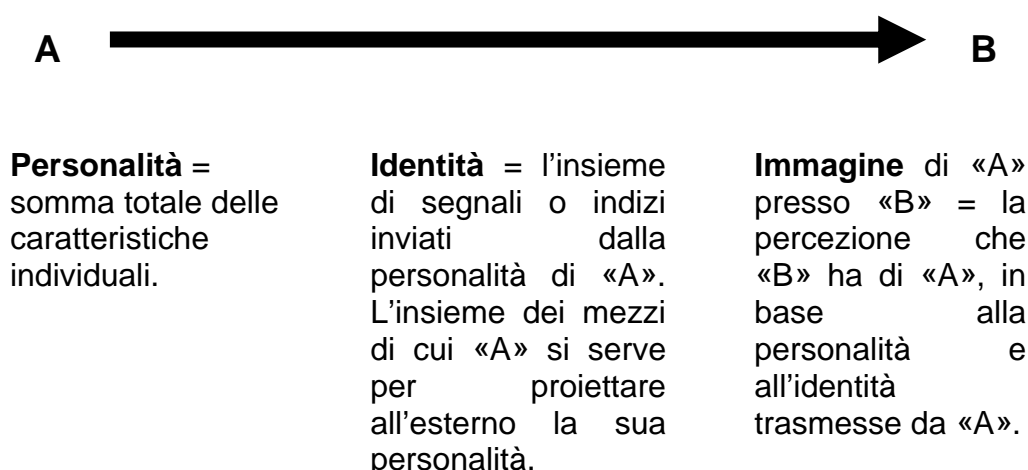 A
B
Personalità =
somma totale delle
caratteristiche
individuali.
Identità = l'insieme
di segnali o indizi
inviati dalla
personalità di «A».
L'insieme dei mezzi
di cui «A» si serve
per proiettare
all'esterno la sua
personalità.
Immagine di «A»
presso «B» = la
percezione che
«B» ha di «A», in
base alla
personalità e
all'identità
trasmesse da «A».